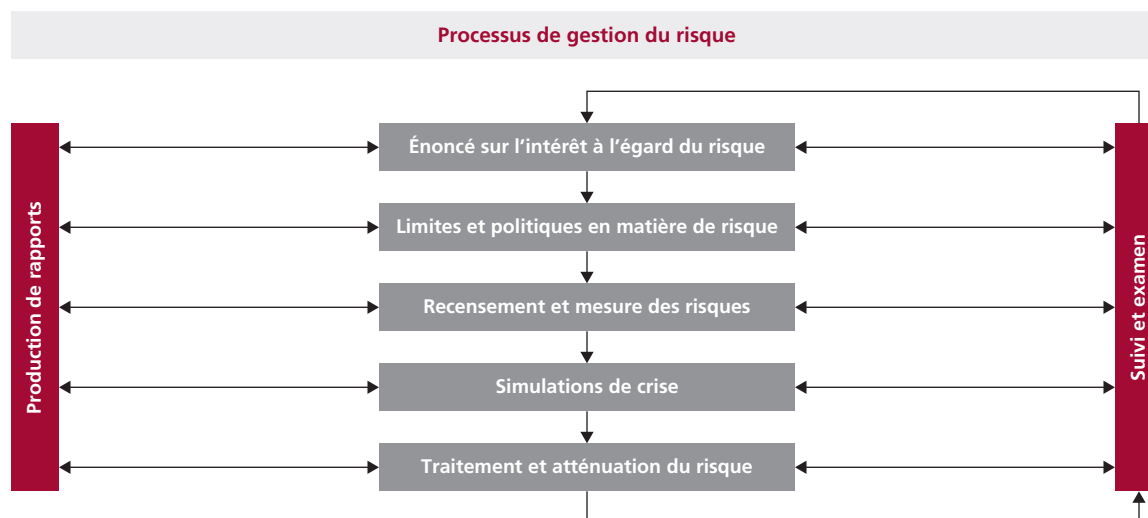 Processus de gestion du risque
Énoncé sur l'intérêt à l'égard du risque
Limites et politiques en matière de risque
Recensement et mesure des risques
Simulations de crise
Traitement et atténuation du risque
Production de rapports
Suivi et examen